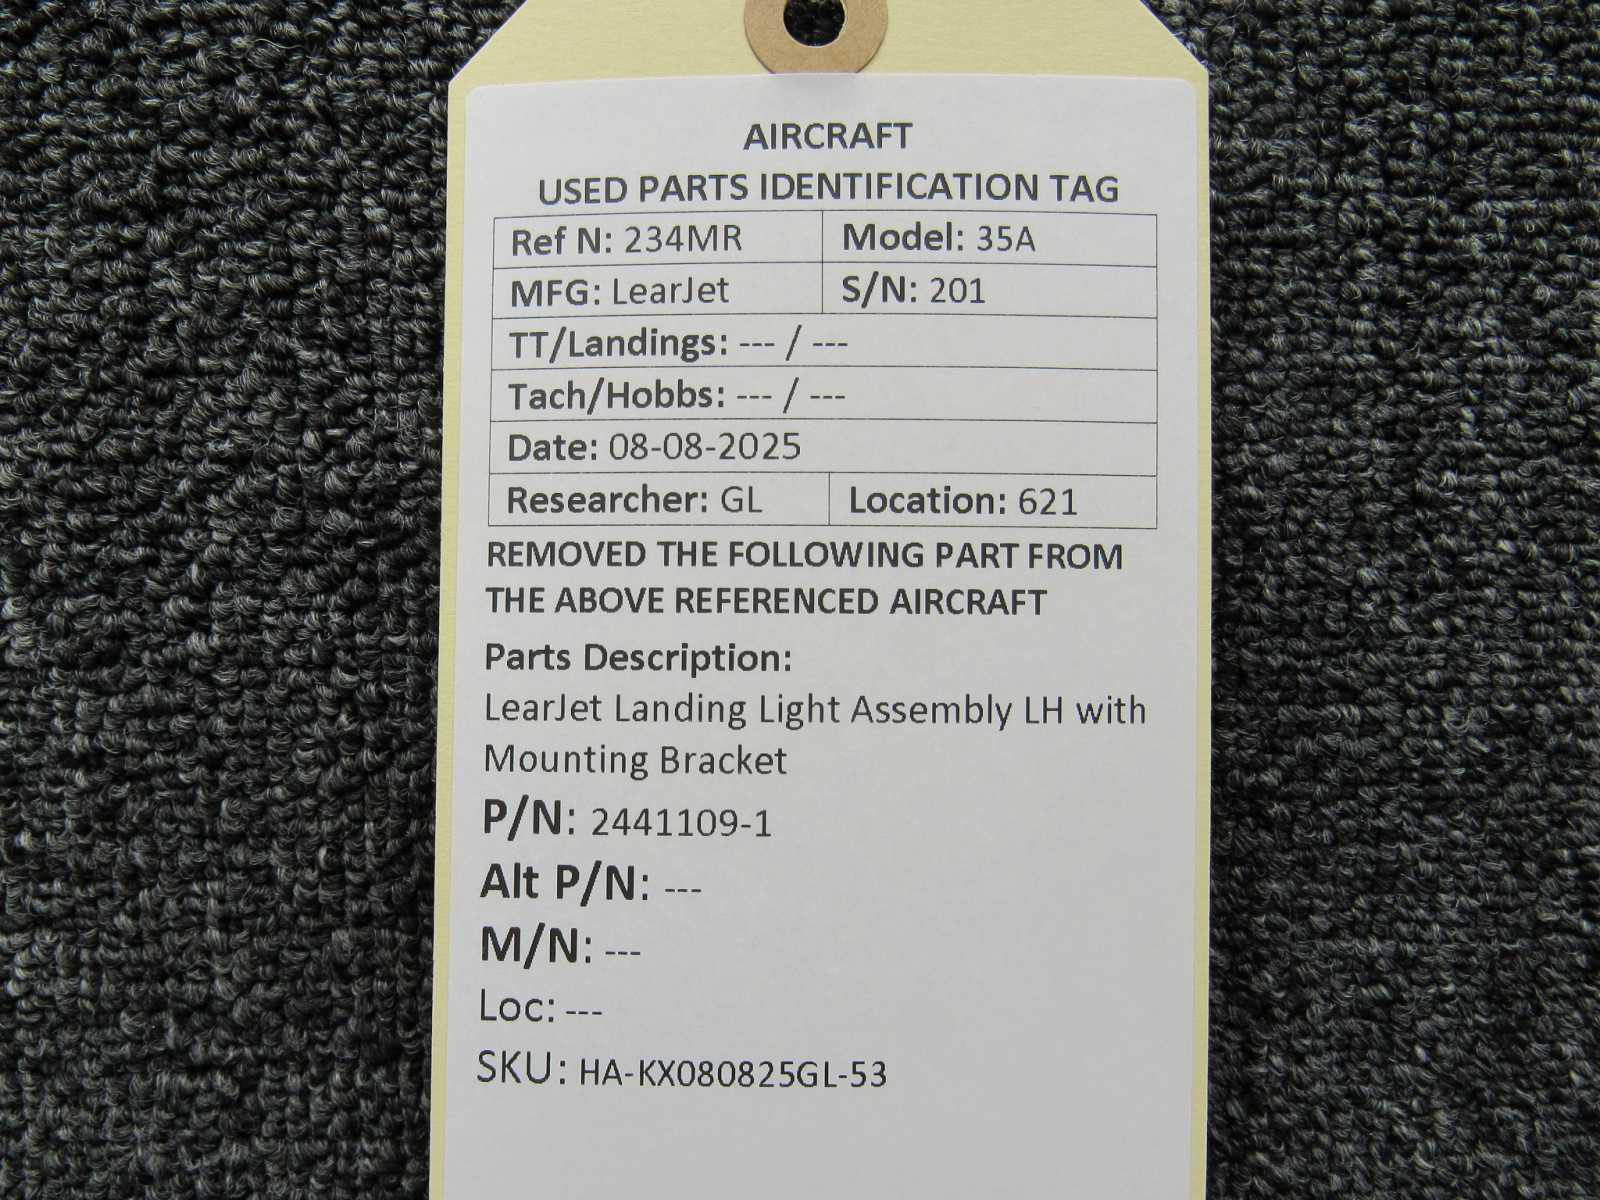 AIRCRAFT
USED PARTS IDENTIFICATION TAG
Ref N: 234MR Model: 35A
MFG: LearJet S/N: 201
TT/Landings: --- / ---
Tach/Hobbs: --- / ---
Date: 08-08-2025
Researcher: GL Location: 621
REMOVED THE FOLLOWING PART FROM
THE ABOVE REFERENCED AIRCRAFT
Parts Description:
LearJet Landing Light Assembly LH with
Mounting Bracket
P/N: 2441109-1
Alt P/N: ---
M/N: ---
Loc: ---
SKU: HA-KX080825GL-53